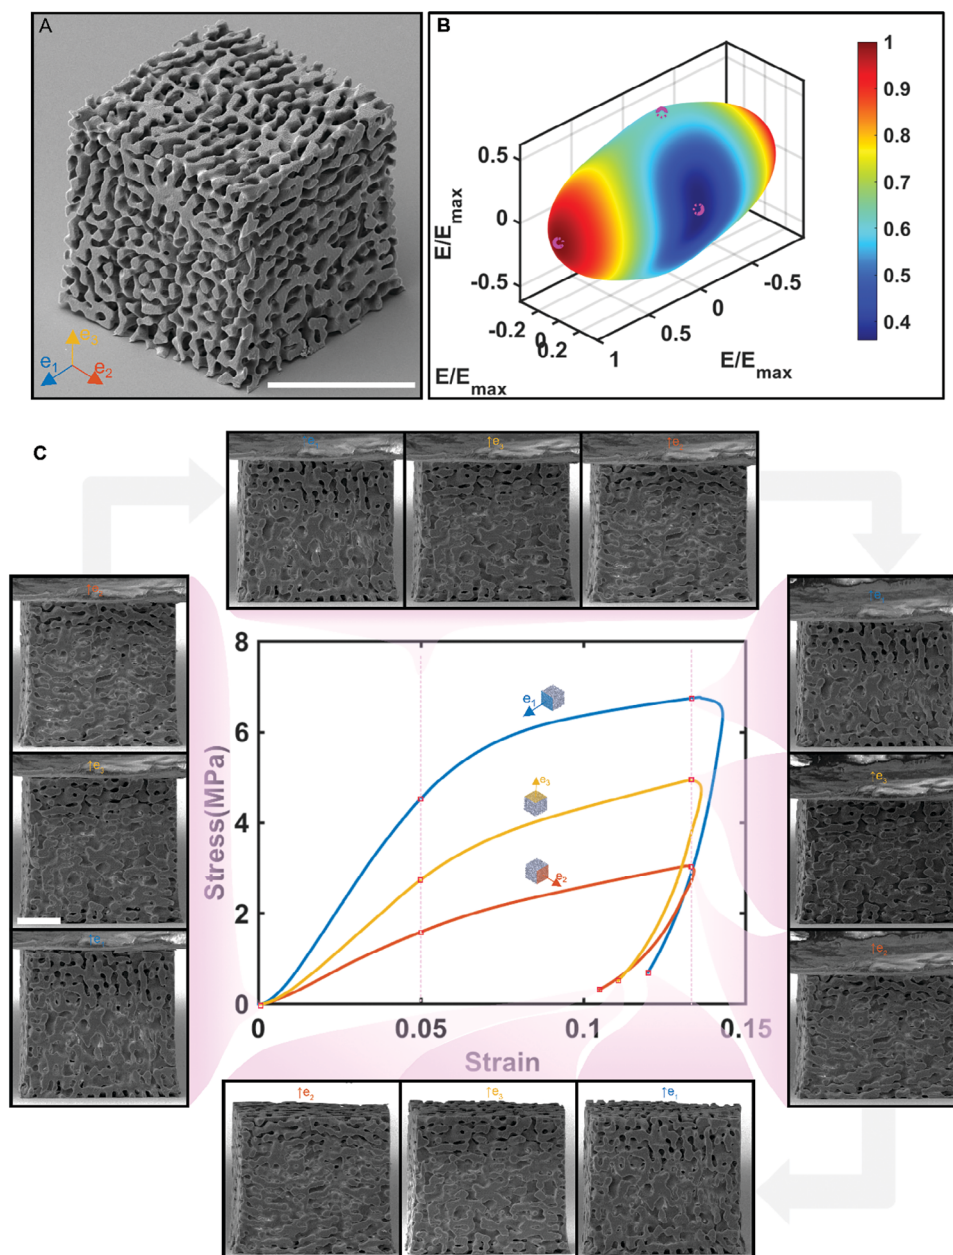 A
e₃
e₁
e₂
B
1
0.9
0.8
0.7
0.6
0.5
0.4
0.5
0
-0.5
E/Eₘₐₓ
-0.2
0
0.2
E/Eₘₐₓ
1
0.5
0
-0.5
E/Eₘₐₓ
C
↑e₃
↑e₃
8
6
4
2
0
Stress(MPa)
e₁
e₃
e₂
0
0.05
0.1
0.15
Strain
↑e₂
↑e₃
↑e₁